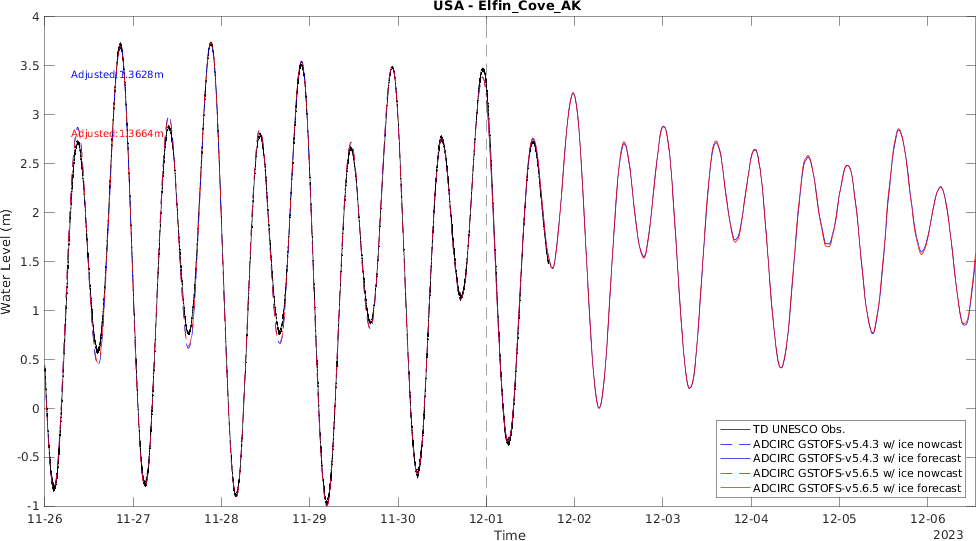 USA - Elfin_Cove_AK
4
3.5
3
2.5
2
1.5
1
0.5
0
-0.5
-1
Water Level (m)
Adjusted:1.3628m
Adjusted:1.3664m
TD UNESCO Obs.
ADCIRC GSTOFS-v5.4.3 w/ ice nowcast
ADCIRC GSTOFS-v5.4.3 w/ ice forecast
ADCIRC GSTOFS-v5.6.5 w/ ice nowcast
ADCIRC GSTOFS-v5.6.5 w/ ice forecast
11-26 11-27 11-28 11-29 11-30 12-01 12-02 12-03 12-04 12-05 12-06
Time
2023